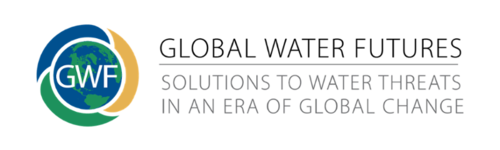 GWF
GLOBAL WATER FUTURES
SOLUTIONS TO WATER THREATS
IN AN ERA OF GLOBAL CHANGE